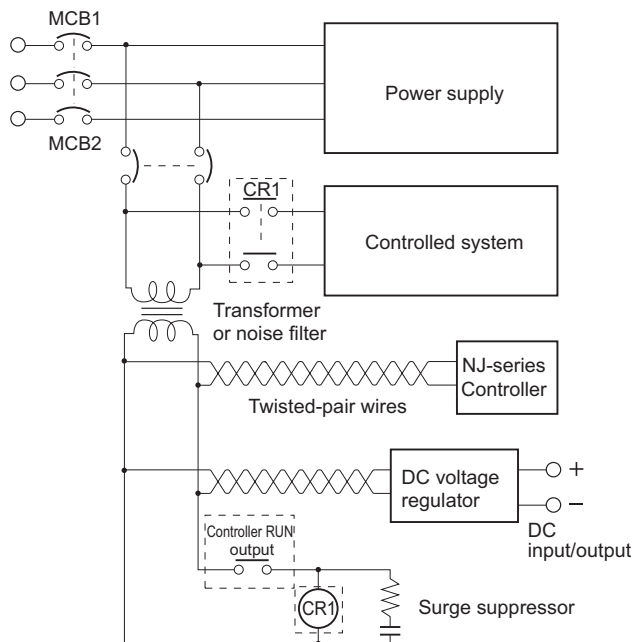 MCB1
Power supply
MCB2
CR1
Controlled system
Transformer
or noise filter
NJ-series
Controller
Twisted-pair wires
DC voltage
regulator
+
−
DC
input/output
Controller RUN
output
CR1
Surge suppressor